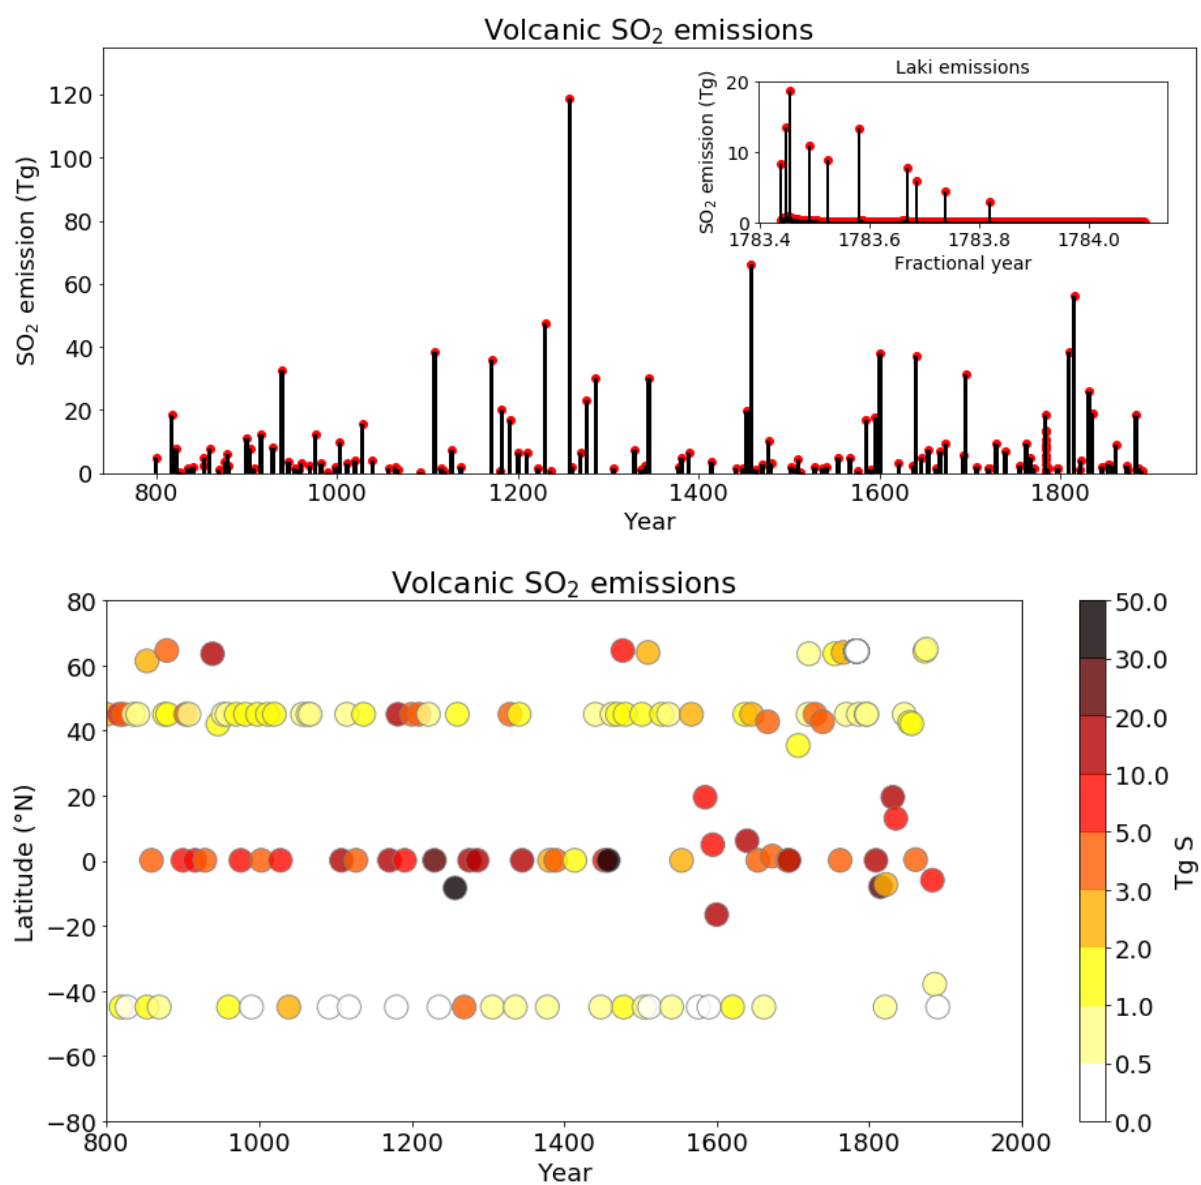 Volcanic SO₂ emissions
SO₂ emission (Tg)
120
100
80
60
40
20
0
800 1000 1200 1400 1600 1800
Year
Laki emissions
SO₂ emission (Tg)
20
10
0
1783.4 1783.6 1783.8 1784.0
Fractional year
Volcanic SO₂ emissions
Latitude (°N)
80
60
40
20
0
−20
−40
−60
−80
800 1000 1200 1400 1600 1800 2000
Year
50.0
30.0
20.0
10.0
5.0
3.0
2.0
1.0
0.5
0.0
Tg S